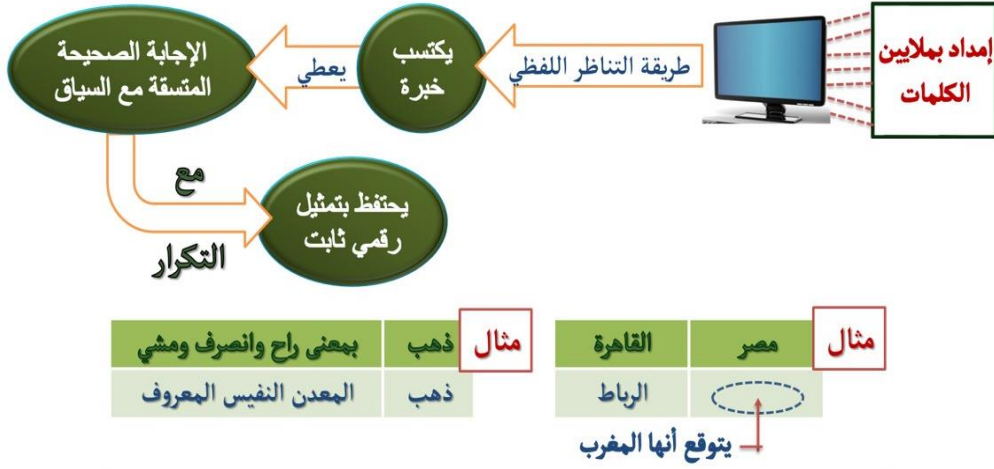 إمداد بملايين
الكلمات
طريقة التناظر اللفظي
يكتسب
خبرة
يعطي
الإجابة الصحيحة
المتسقة مع السياق
مع
التكرار
يحتفظ بتمثيل
رقمي ثابت
مثال
مصر القاهرة
الرباط
يتوقع أنها المغرب
مثال
ذهب بمعنى راح وانصرف ومشي
ذهب المعدن النفيس المعروف